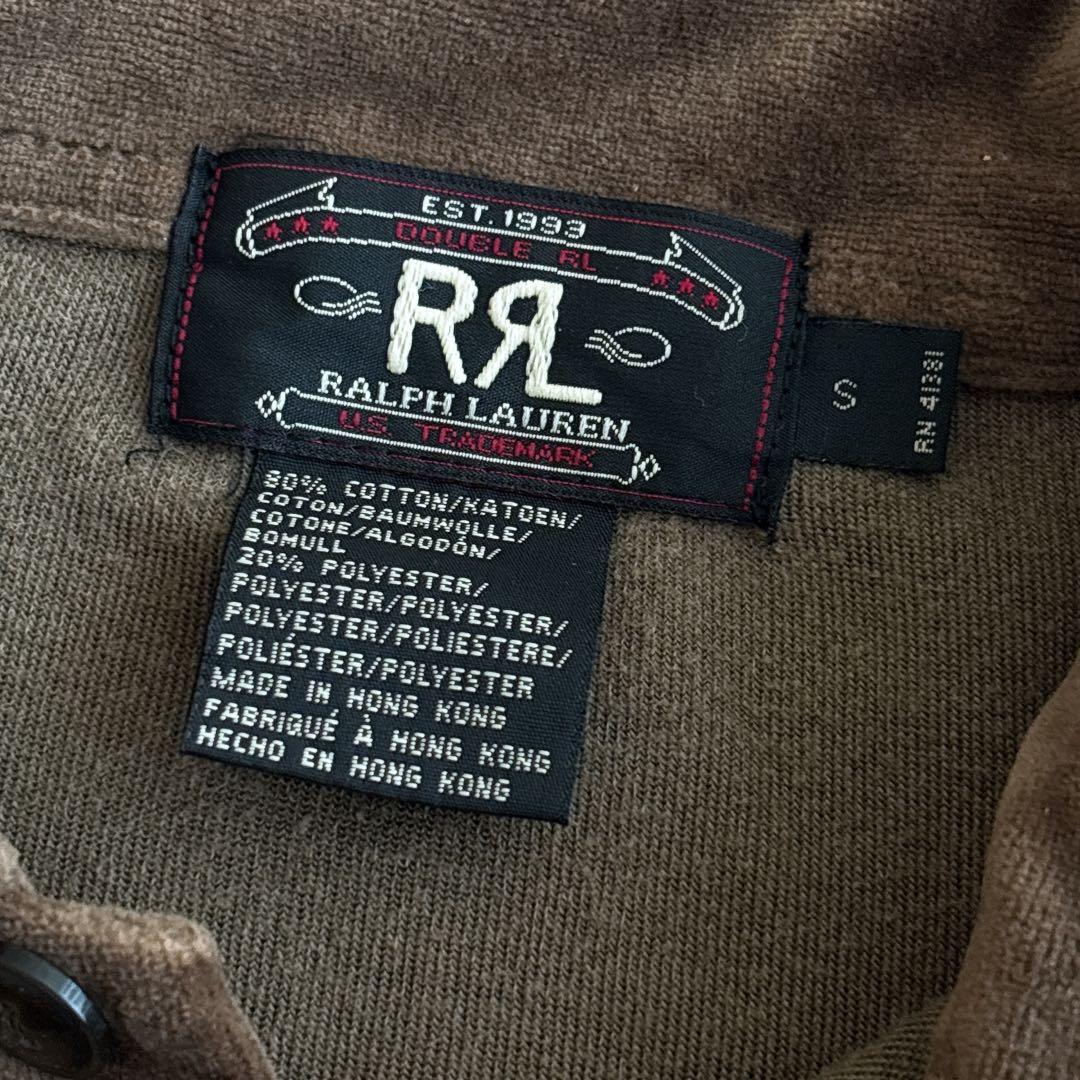 EST. 1993
DOUBLE RL
RRL
RALPH LAUREN
U.S. TRADEMARK
S
RN 41381
80% COTTON/KATOEN/
COTON/BAUMWOLLE/
COTONE/ALGODÓN/
BOMULL
20% POLYESTER/
POLYESTER/POLYESTER/
POLYESTER/POLIESTERE/
POLIÉSTER/POLYESTER
MADE IN HONG KONG
FABRIQUÉ À HONG KONG
HECHO EN HONG KONG